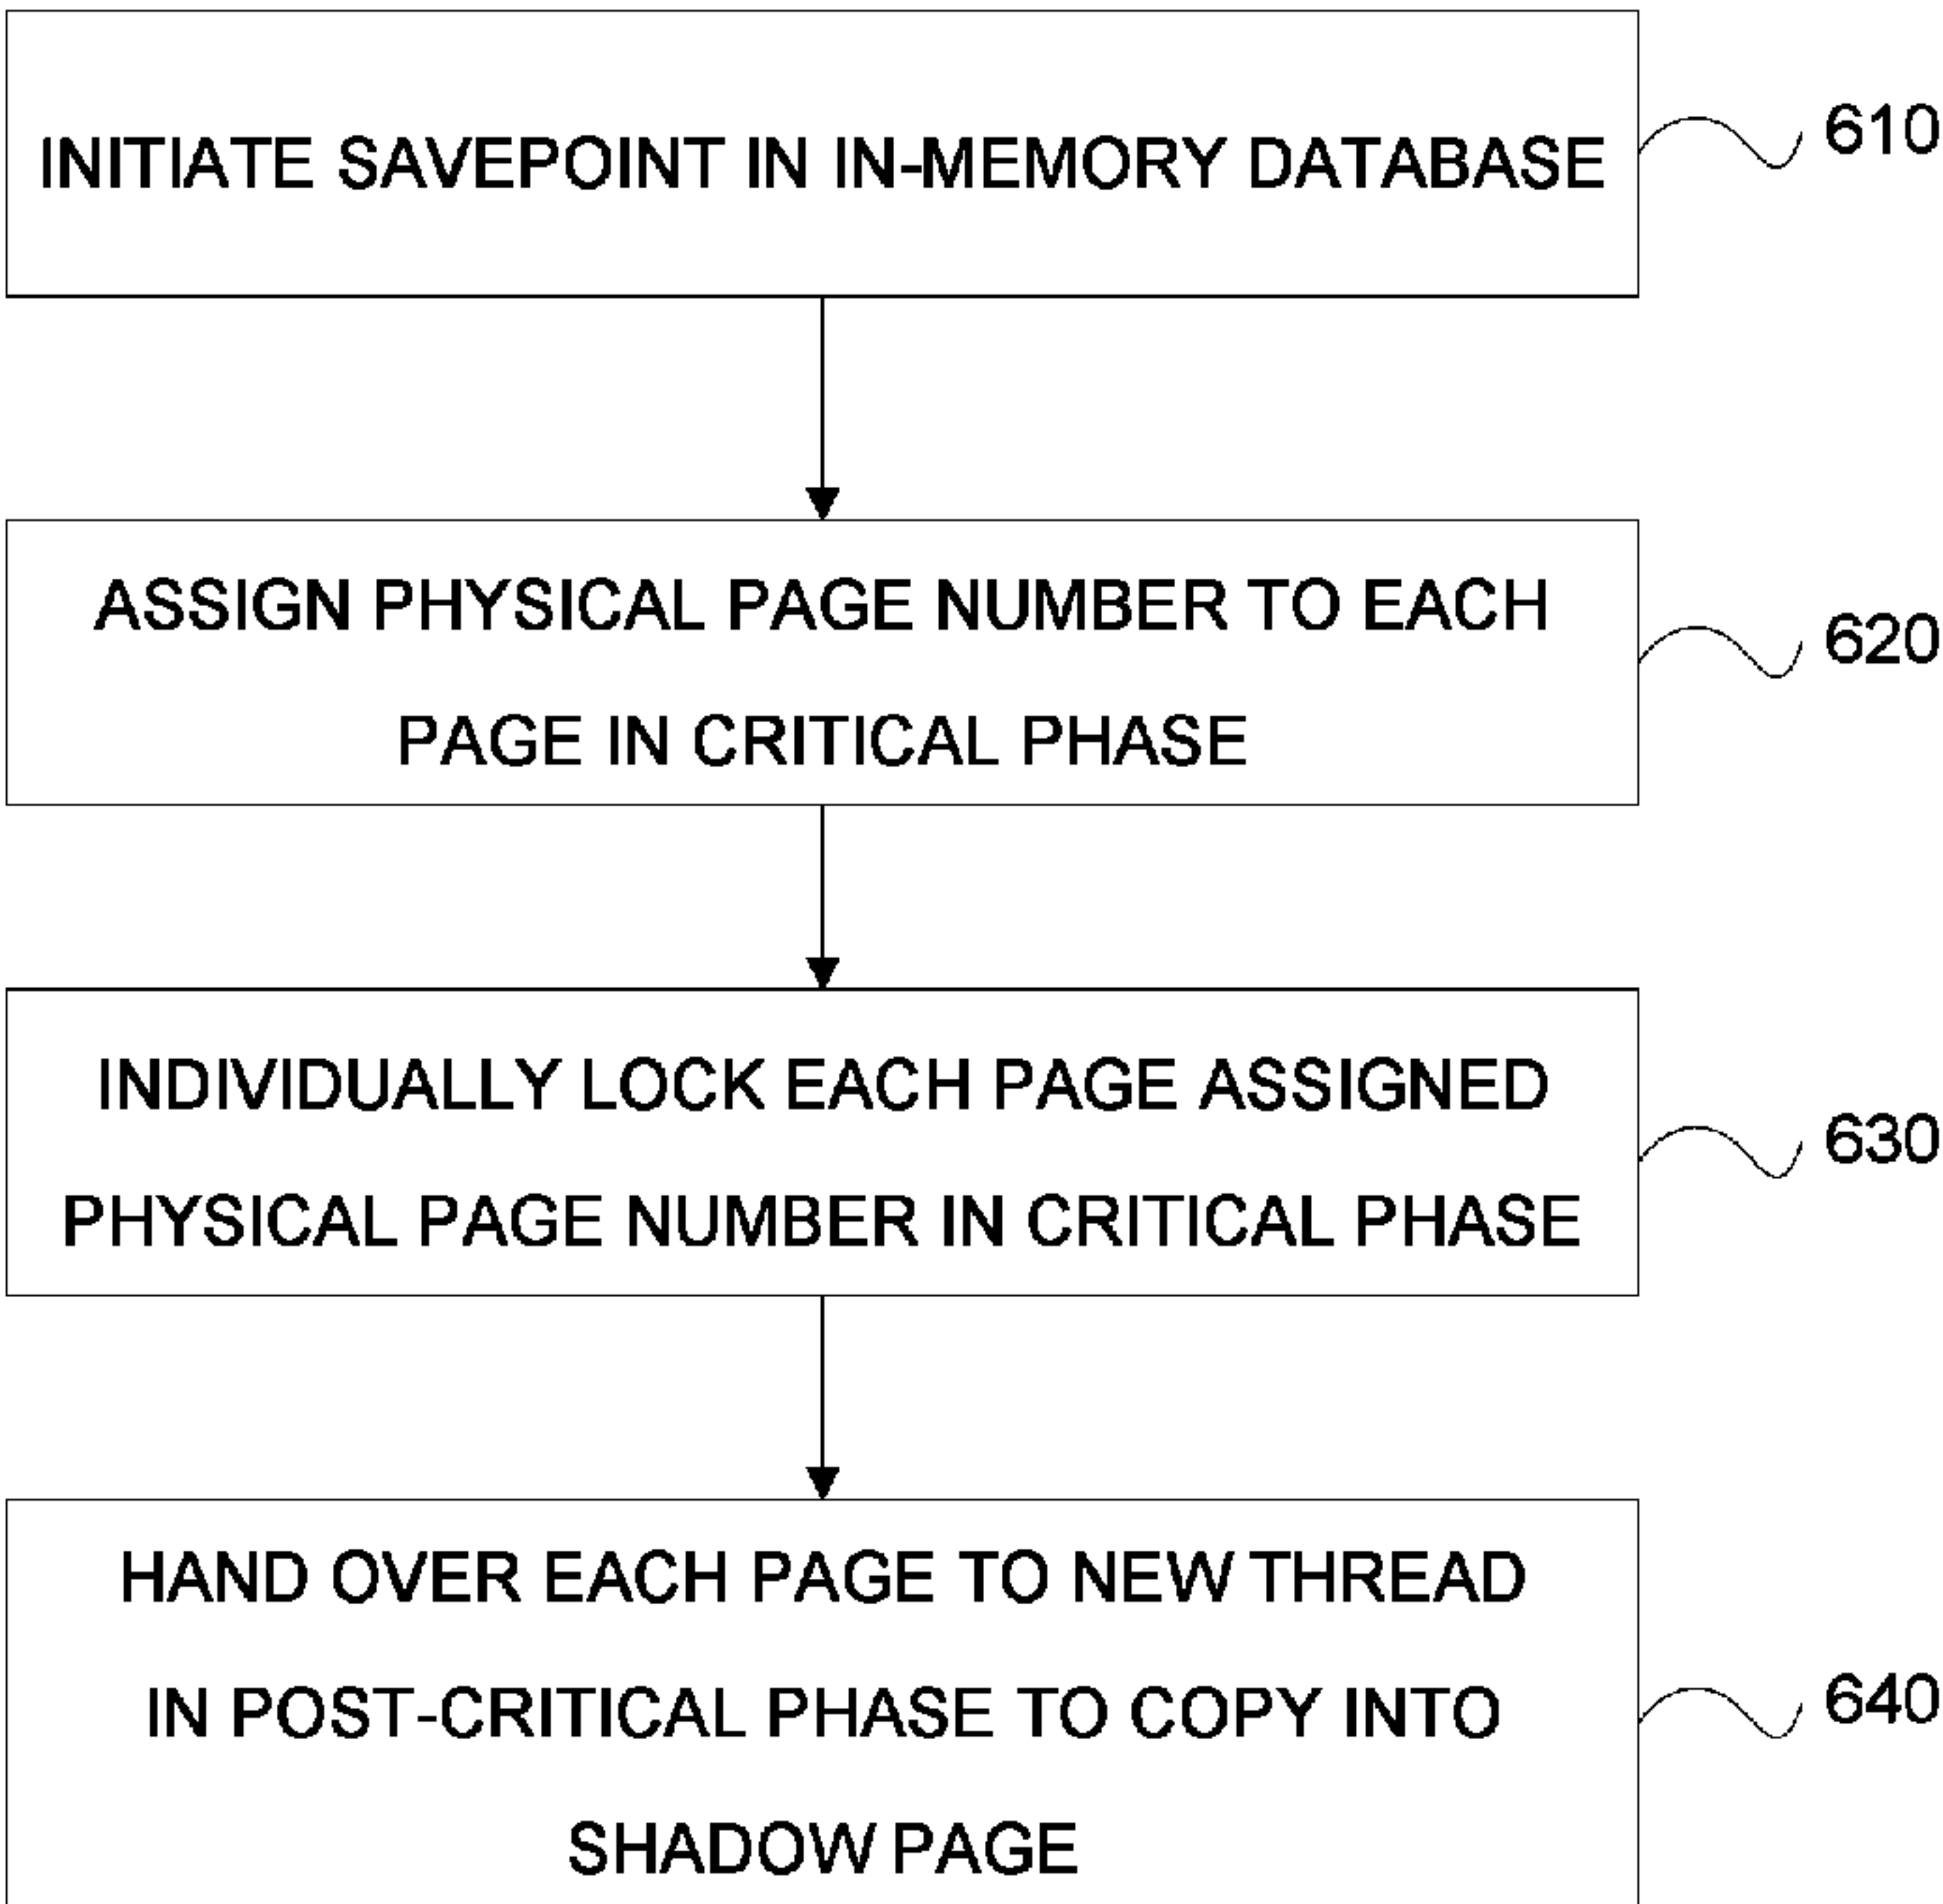 INITIATE SAVEPOINT IN IN-MEMORY DATABASE
610
ASSIGN PHYSICAL PAGE NUMBER TO EACH
PAGE IN CRITICAL PHASE
620
INDIVIDUALLY LOCK EACH PAGE ASSIGNED
PHYSICAL PAGE NUMBER IN CRITICAL PHASE
630
HAND OVER EACH PAGE TO NEW THREAD
IN POST-CRITICAL PHASE TO COPY INTO
SHADOW PAGE
640